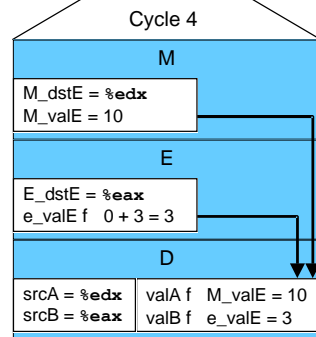 Cycle 4
M
M_dstE = %edx
M_valE = 10
E
E_dstE = %eax
e_valE f 0 + 3 = 3
D
srcA = %edx
srcB = %eax
valA f M_valE = 10
valB f e_valE = 3